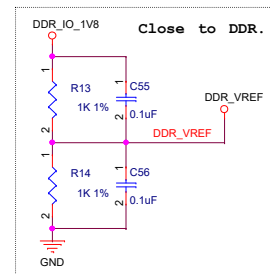 DDR_IO_1V8
Close to DDR.
1
1
R13
C55
DDR_VREF
1K 1%
2
0.1uF
2
DDR_VREF
1
1
R14
C56
1K 1%
2
0.1uF
2
GND